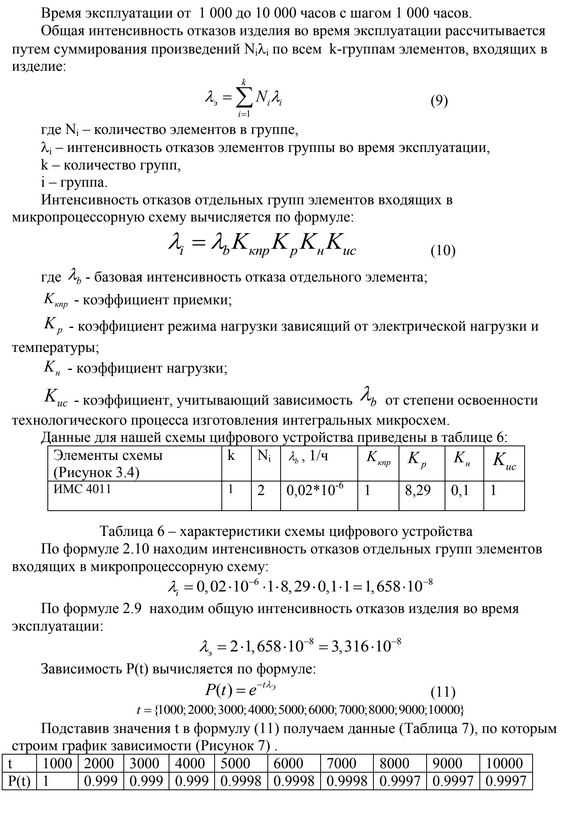 Время эксплуатации от 1 000 до 10 000 часов с шагом 1 000 часов.
Общая интенсивность отказов изделия во время эксплуатации рассчитывается
путем суммирования произведений Niλi по всем k-группам элементов, входящих в
изделие:
λэ = ∑ᵏᵢ₌₁ Niλi (9)
где Ni – количество элементов в группе,
λi – интенсивность отказов элементов группы во время эксплуатации,
k – количество групп,
i – группа.
Интенсивность отказов отдельных групп элементов входящих в
микропроцессорную схему вычисляется по формуле:
λi = λb Kкпр Kр Kн Kис (10)
где λb - базовая интенсивность отказа отдельного элемента;
Kкпр - коэффициент приемки;
Kр - коэффициент режима нагрузки зависящий от электрической нагрузки и
температуры;
Kн - коэффициент нагрузки;
Kис - коэффициент, учитывающий зависимость λb от степени освоенности
технологического процесса изготовления интегральных микросхем.
Данные для нашей схемы цифрового устройства приведены в таблице 6:
Элементы схемы k Ni λb , 1/ч Kкпр Kр Kн Kис
(Рисунок 3.4)
ИМС 4011 1 2 0,02*10⁻⁶ 1 8,29 0,1 1
Таблица 6 – характеристики схемы цифрового устройства
По формуле 2.10 находим интенсивность отказов отдельных групп элементов
входящих в микропроцессорную схему:
λi = 0,02·10⁻⁶ ·1·8,29·0,1·1 = 1,658·10⁻⁸
По формуле 2.9 находим общую интенсивность отказов изделия во время
эксплуатации:
λэ = 2·1,658·10⁻⁸ = 3,316·10⁻⁸
Зависимость P(t) вычисляется по формуле:
P(t) = e^(−tλЭ) (11)
t = {1000;2000;3000;4000;5000;6000;7000;8000;9000;10000}
Подставив значения t в формулу (11) получаем данные (Таблица 7), по которым
строим график зависимости (Рисунок 7) .
t 1000 2000 3000 4000 5000 6000 7000 8000 9000 10000
P(t) 1 0.999 0.999 0.999 0.9998 0.9998 0.9998 0.9997 0.9997 0.9997